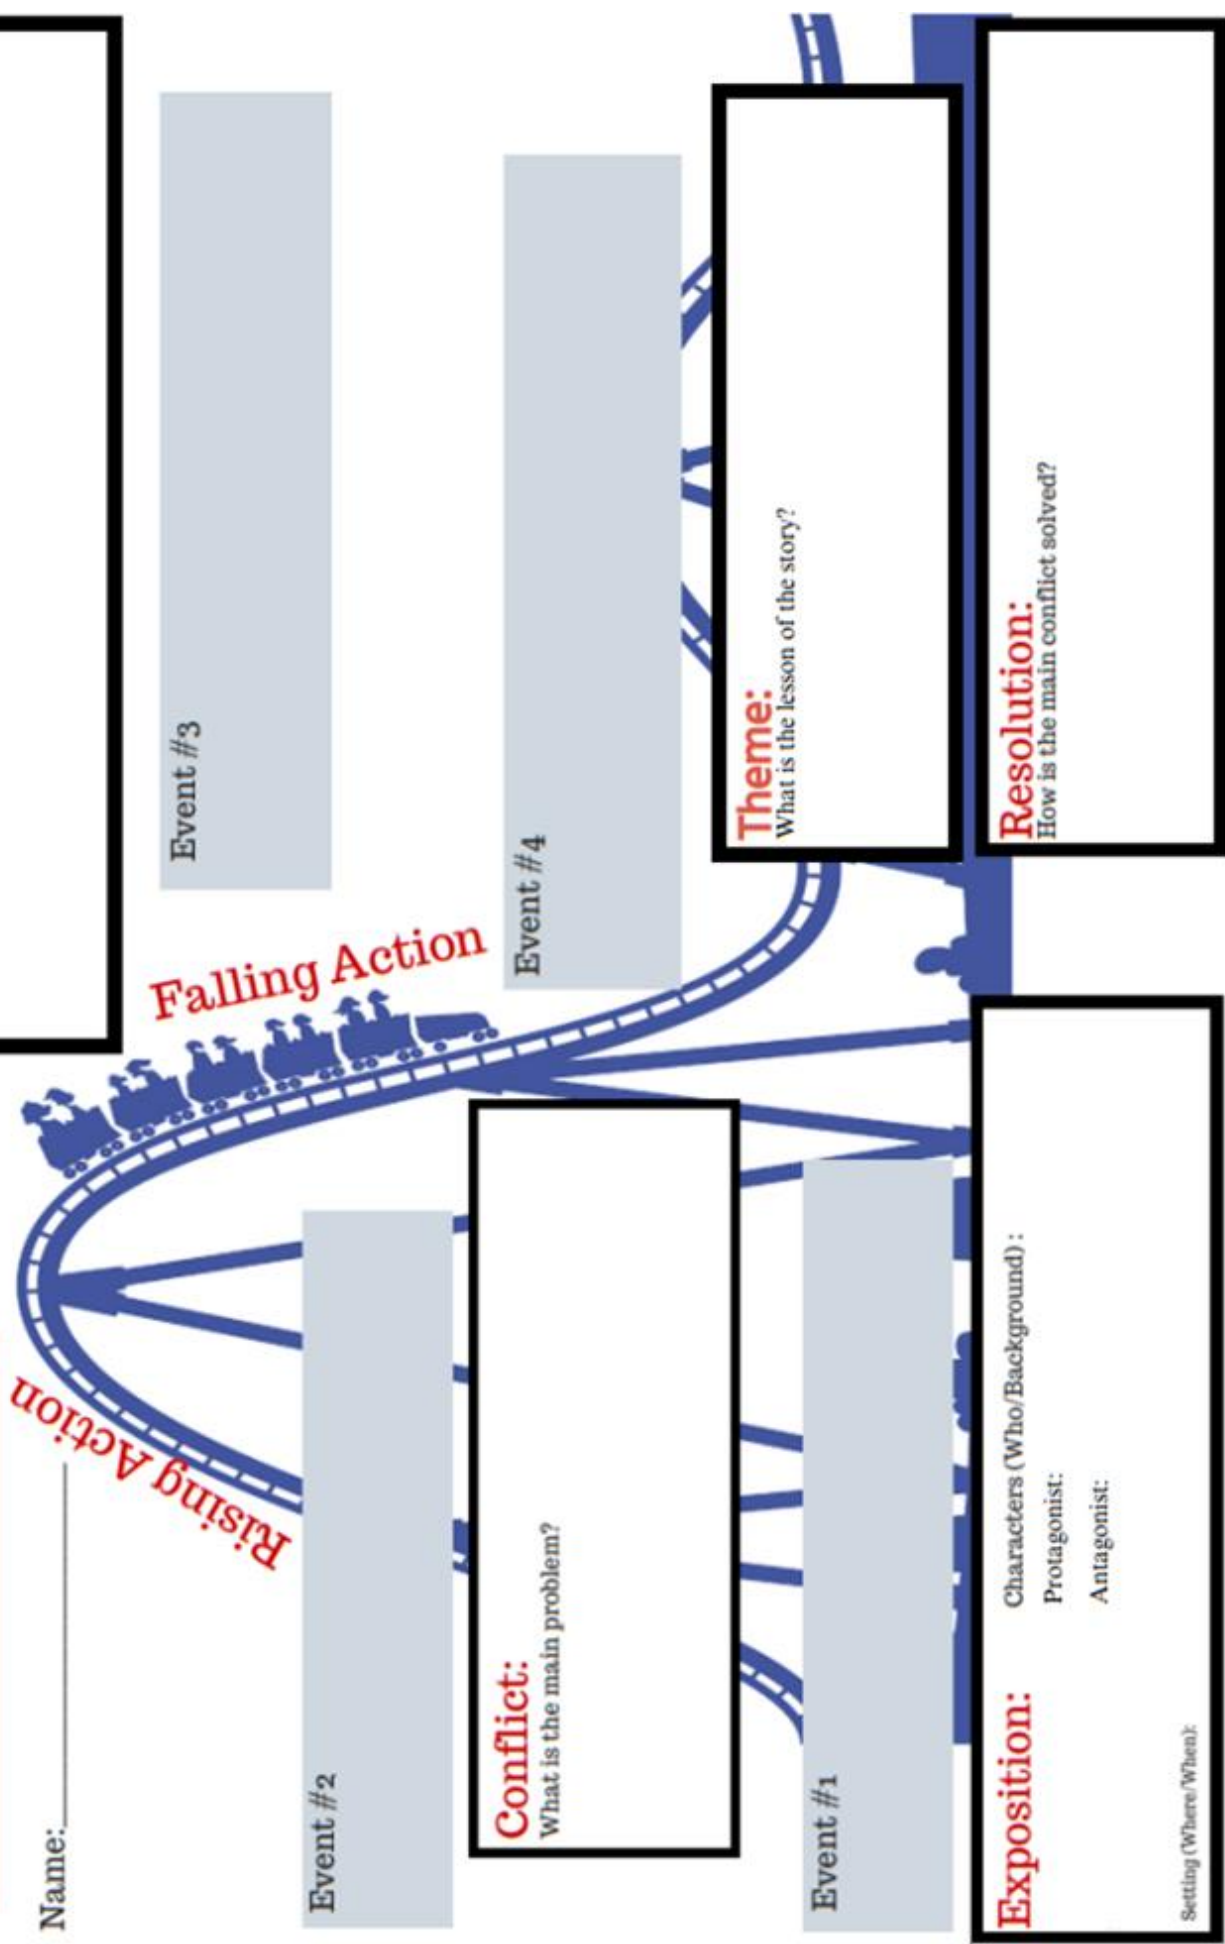 Name:
Rising Action
Falling Action
Event #3
Event #2
Event #4
Conflict:
What is the main problem?
Theme:
What is the lesson of the story?
Event #1
Exposition:
Characters (Who/Background) :
Protagonist:
Antagonist:
Setting (Where/When):
Resolution:
How is the main conflict solved?